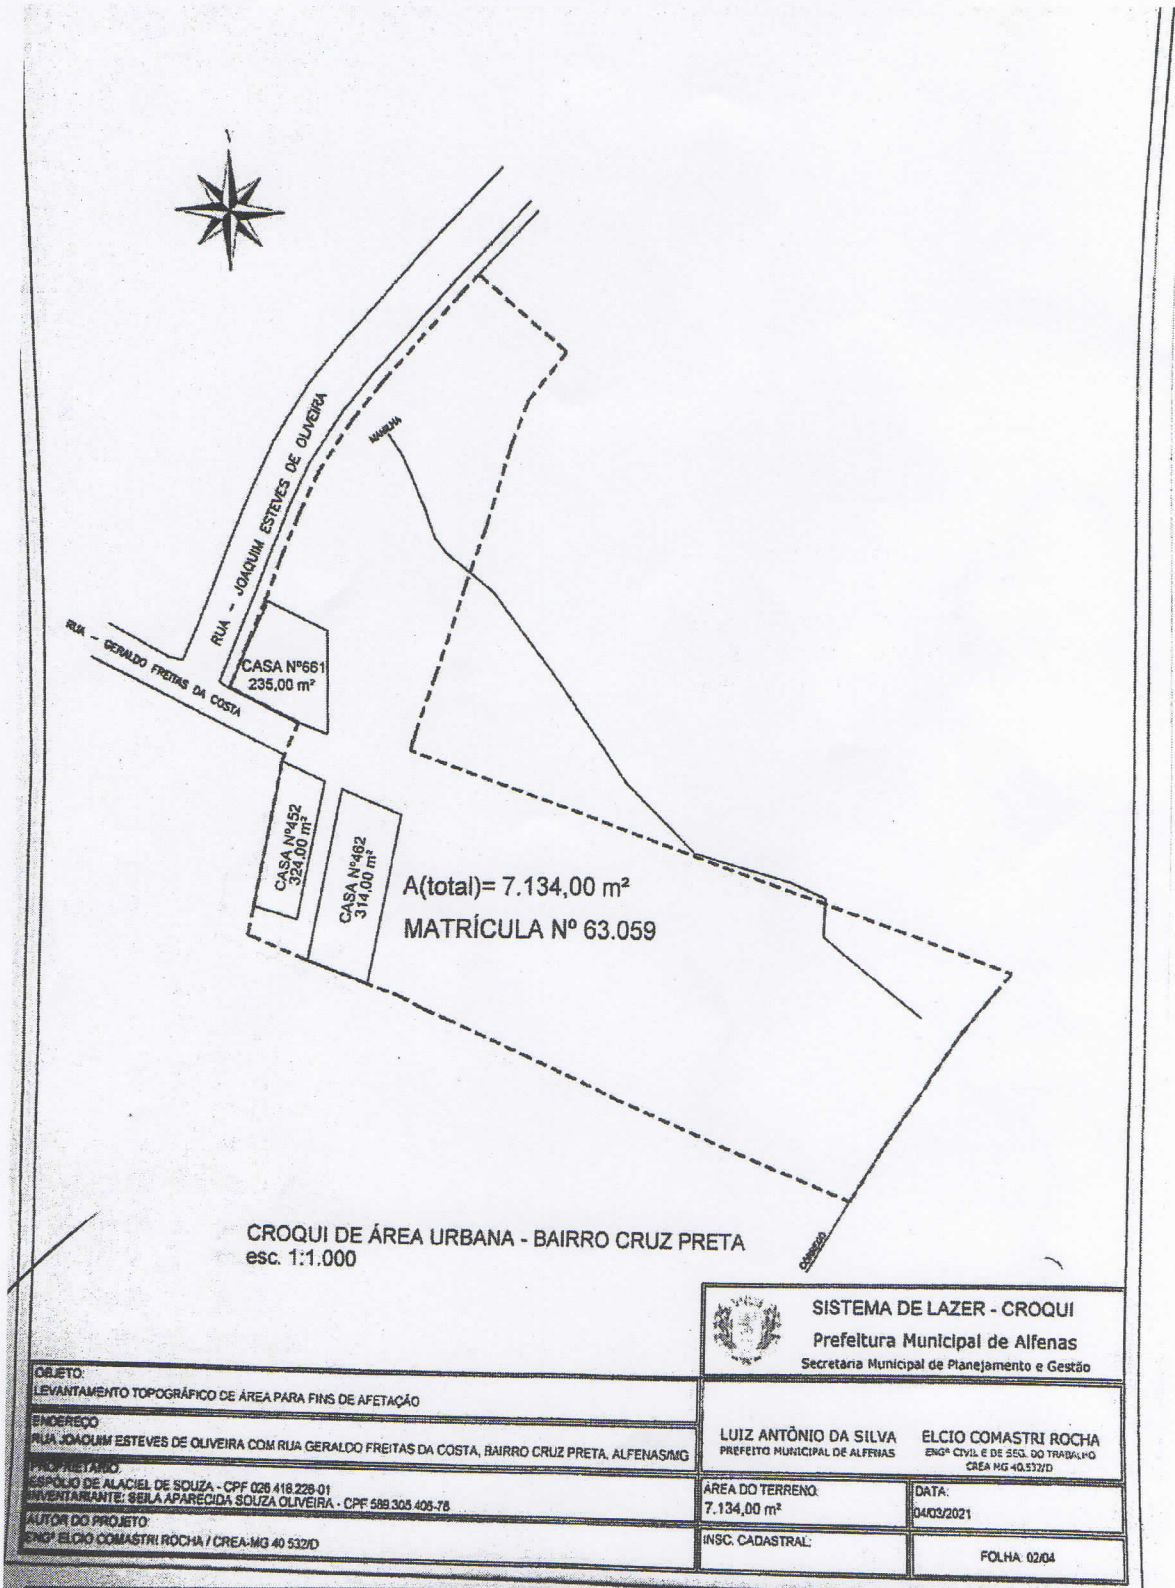 RUA - JOAQUIM ESTEVES DE OLIVEIRA
MANILHA
RUA - GERALDO FREITAS DA COSTA
CASA Nº661
235,00 m²
CASA Nº452
324,00 m²
CASA Nº462
314,00 m²
A(total)= 7.134,00 m²
MATRÍCULA Nº 63.059
CÓRREGO
CROQUI DE ÁREA URBANA - BAIRRO CRUZ PRETA
esc. 1:1.000
SISTEMA DE LAZER - CROQUI
Prefeitura Municipal de Alfenas
Secretaria Municipal de Planejamento e Gestão
OBJETO:
LEVANTAMENTO TOPOGRÁFICO DE ÁREA PARA FINS DE AFETAÇÃO
ENDEREÇO
RUA JOAQUIM ESTEVES DE OLIVEIRA COM RUA GERALDO FREITAS DA COSTA, BAIRRO CRUZ PRETA, ALFENAS/MG
PROPRIETÁRIO:
ESPÓLIO DE ALACIEL DE SOUZA - CPF 026 418 226-01
INVENTARIANTE: SEILA APARECIDA SOUZA OLIVEIRA - CPF 589 305 406-78
AUTOR DO PROJETO:
ENGº ELCIO COMASTRI ROCHA / CREA:MG 40 532/D
LUIZ ANTÔNIO DA SILVA
PREFEITO MUNICIPAL DE ALFENAS
ELCIO COMASTRI ROCHA
ENGº CIVIL E DE SEG. DO TRABALHO
CREA MG 40.532/D
ÁREA DO TERRENO:
7.134,00 m²
DATA:
04/03/2021
INSC. CADASTRAL:
FOLHA: 02/04